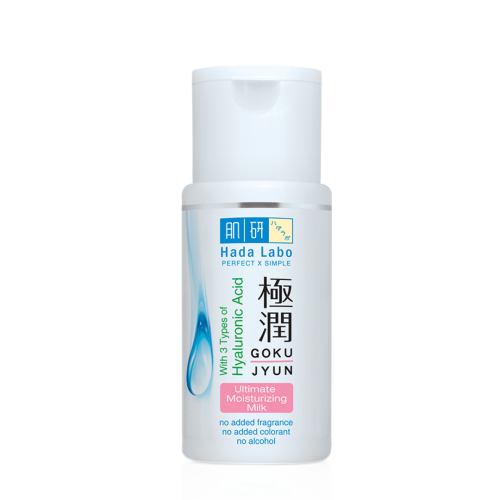 肌研
ハダラボ
Hada Labo
PERFECT X SIMPLE
With 3 Types of
Hyaluronic Acid
極潤
GOKU
JYUN
Ultimate
Moisturizing
Milk
no added fragrance
no added colorant
no alcohol